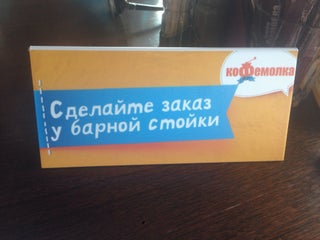 кофемолка
Сделайте заказ
у барной стойки